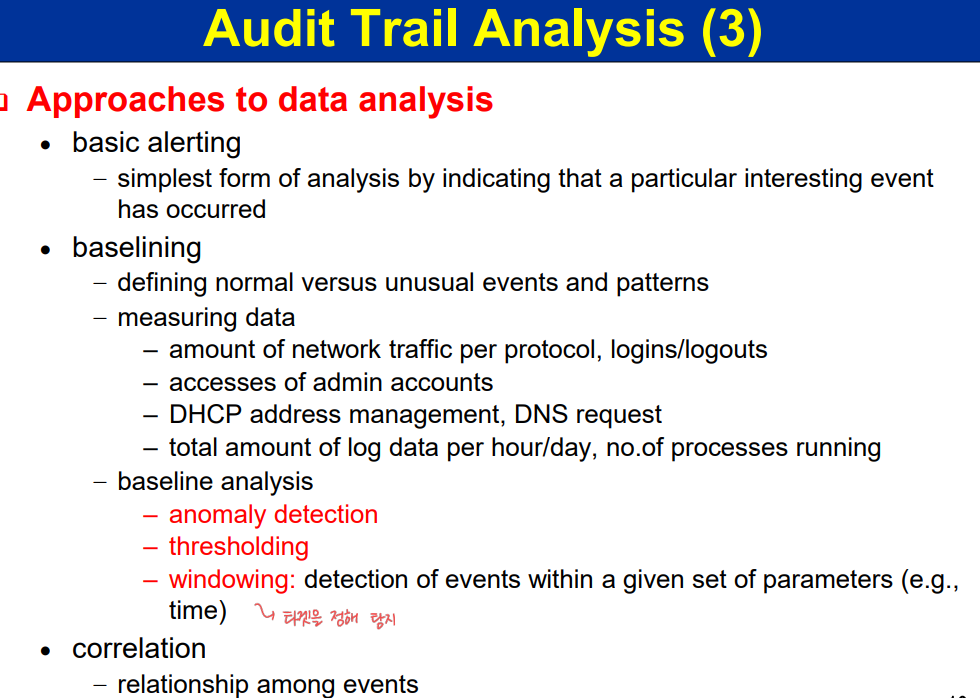 Audit Trail Analysis (3)
Approaches to data analysis
• basic alerting
– simplest form of analysis by indicating that a particular interesting event
has occurred
• baselining
– defining normal versus unusual events and patterns
– measuring data
– amount of network traffic per protocol, logins/logouts
– accesses of admin accounts
– DHCP address management, DNS request
– total amount of log data per hour/day, no.of processes running
– baseline analysis
– anomaly detection
– thresholding
– windowing: detection of events within a given set of parameters (e.g.,
time) 타겟을 정해 탐지
• correlation
– relationship among events